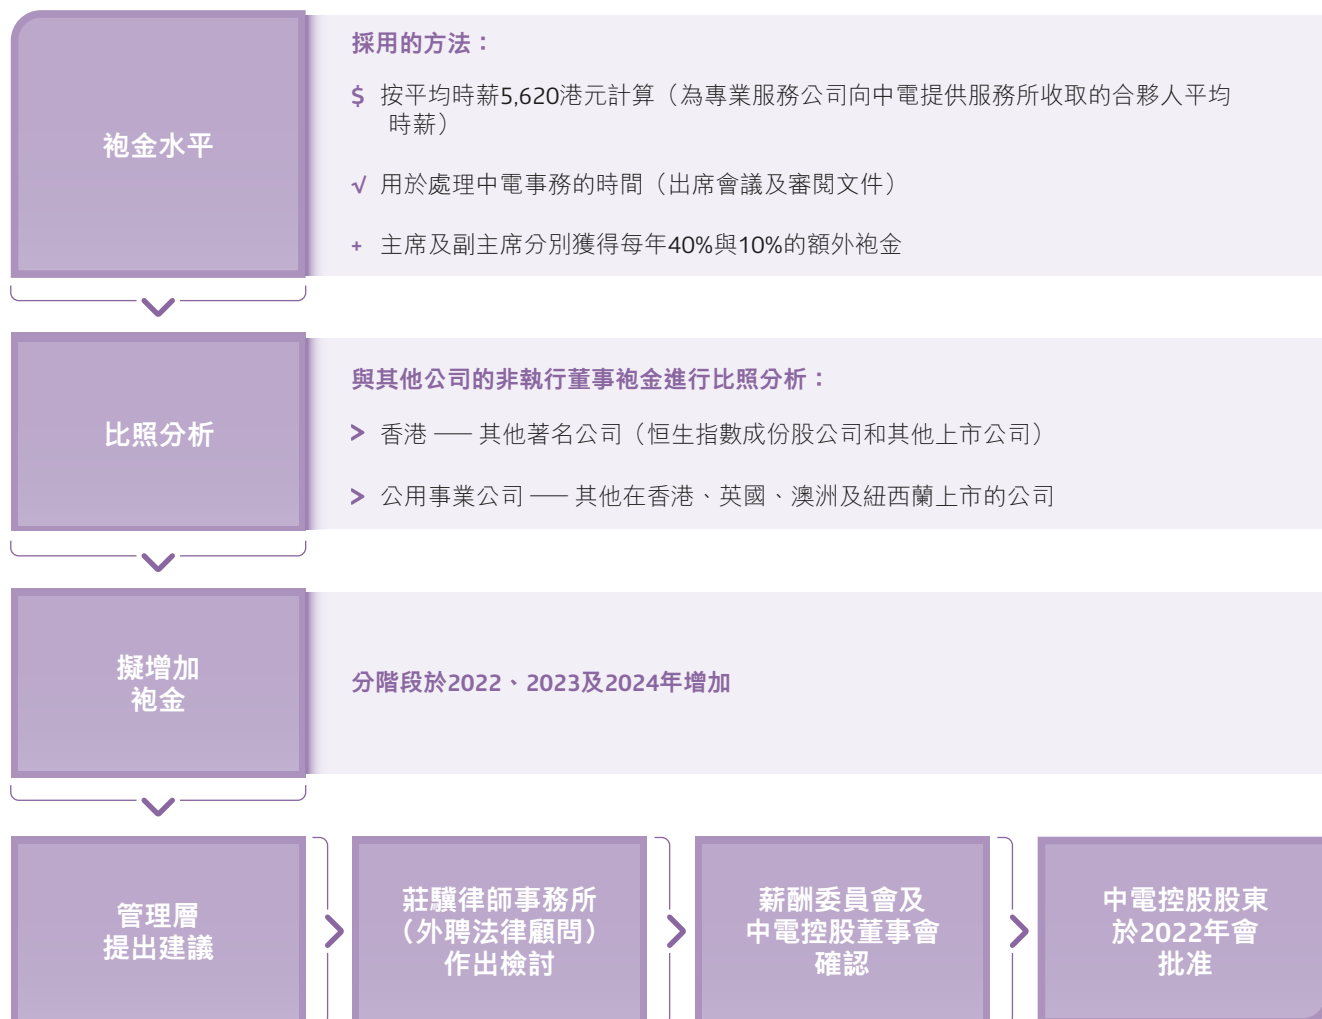 袍金水平
採用的方法：
$ 按平均時薪5,620港元計算（為專業服務公司向中電提供服務所收取的合夥人平均
時薪）
√ 用於處理中電事務的時間（出席會議及審閱文件）
+ 主席及副主席分別獲得每年40%與10%的額外袍金
比照分析
與其他公司的非執行董事袍金進行比照分析：
> 香港 — 其他著名公司（恒生指數成份股公司和其他上市公司）
> 公用事業公司 — 其他在香港、英國、澳洲及紐西蘭上市的公司
擬增加
袍金
分階段於2022、2023及2024年增加
管理層
提出建議
莊驥律師事務所
（外聘法律顧問）
作出檢討
薪酬委員會及
中電控股董事會
確認
中電控股股東
於2022年會
批准